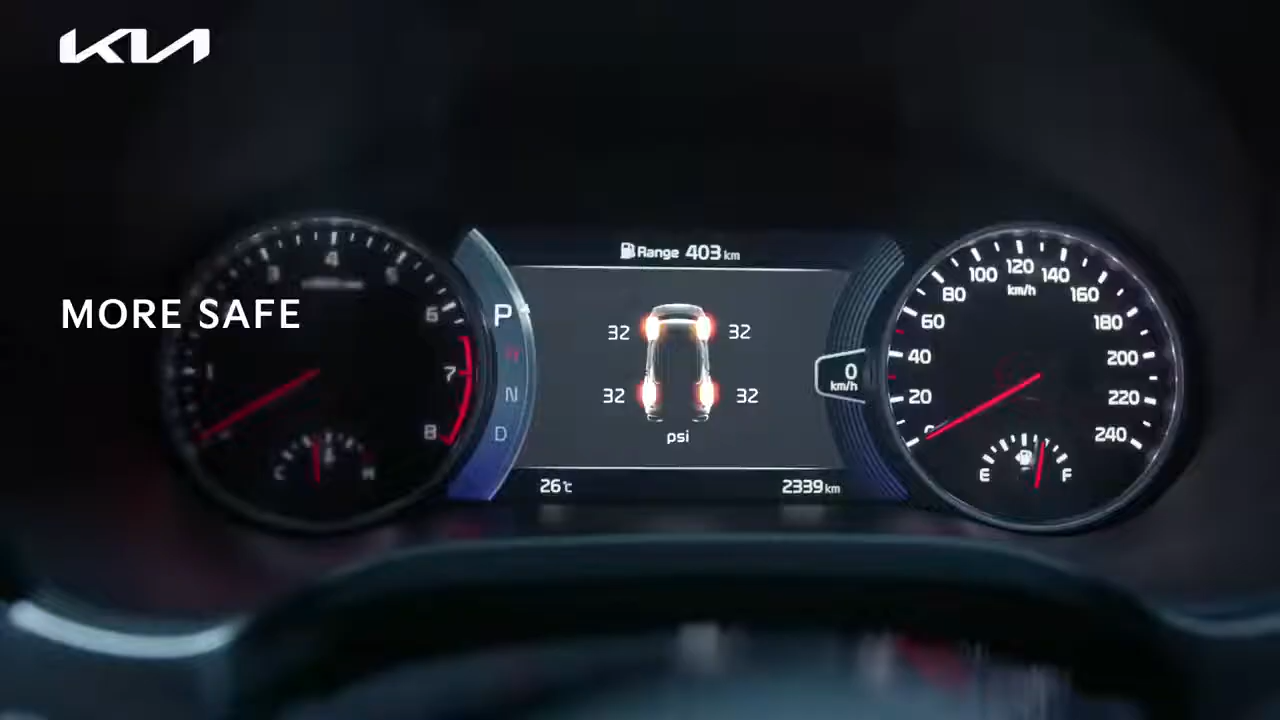 KIA
MORE SAFE
Range 403 km
32 32
32 32
psi
26℃ 2339 km
P
R
N
D
1
3
4
5
6
7
8
C H
0
km/h
0
20
40
60
80
100
120
140
160
180
200
220
240
km/h
E F